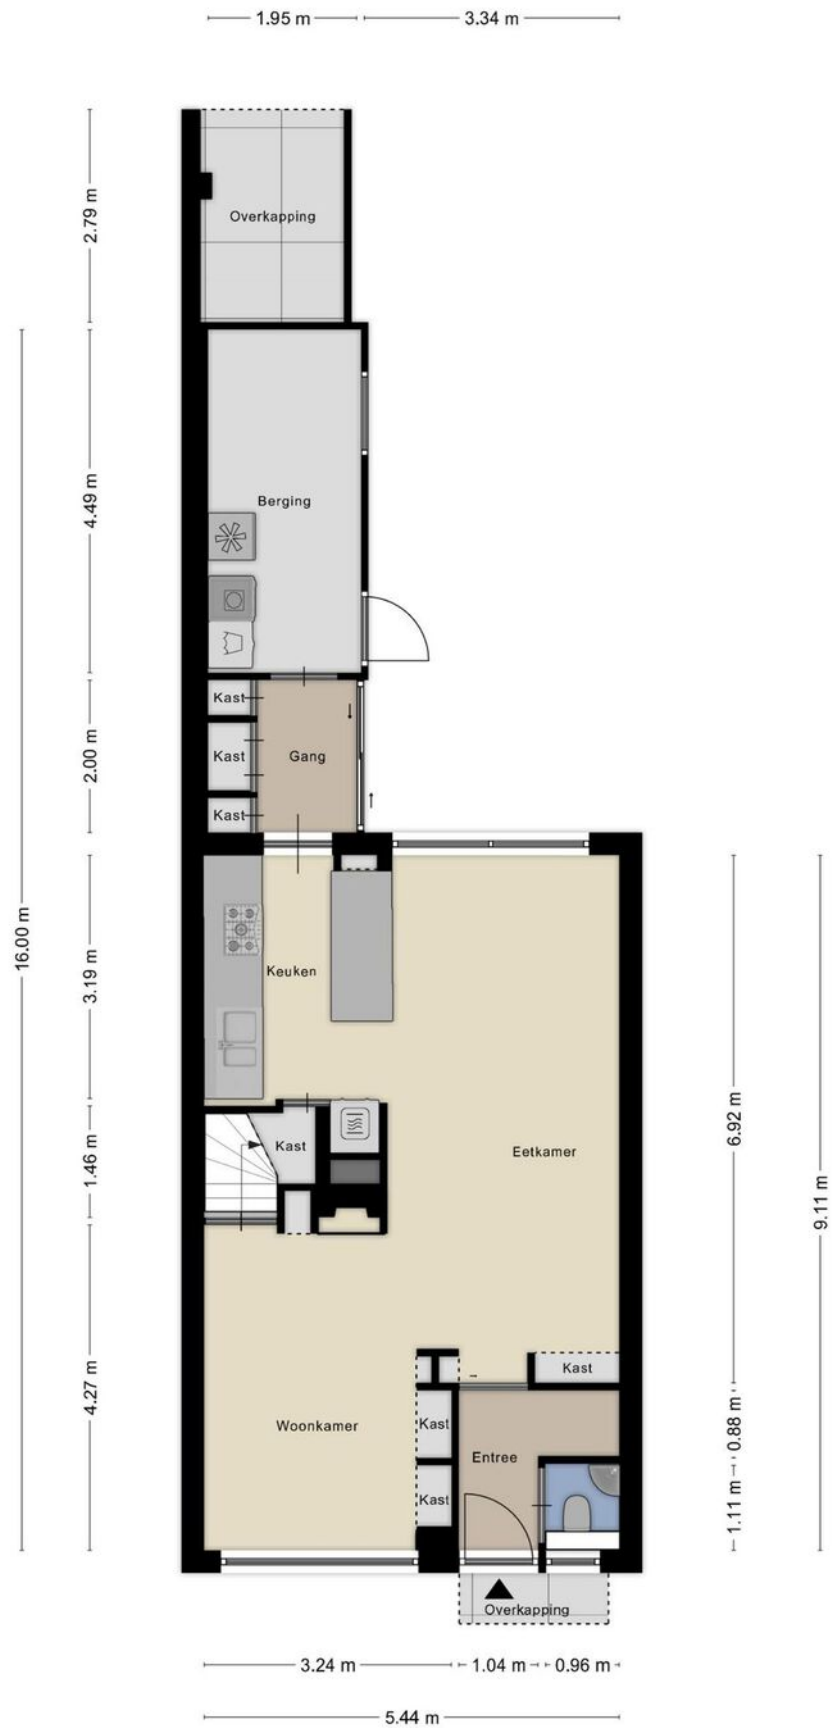 1.95 m
3.34 m
2.79 m
Overkapping
4.49 m
Berging
Kast
Kast
Gang
Kast
2.00 m
16.00 m
3.19 m
Keuken
1.46 m
Kast
Eetkamer
6.92 m
9.11 m
4.27 m
Kast
Woonkamer
Kast
Entree
Kast
0.88 m
1.11 m
Overkapping
3.24 m
1.04 m
0.96 m
5.44 m